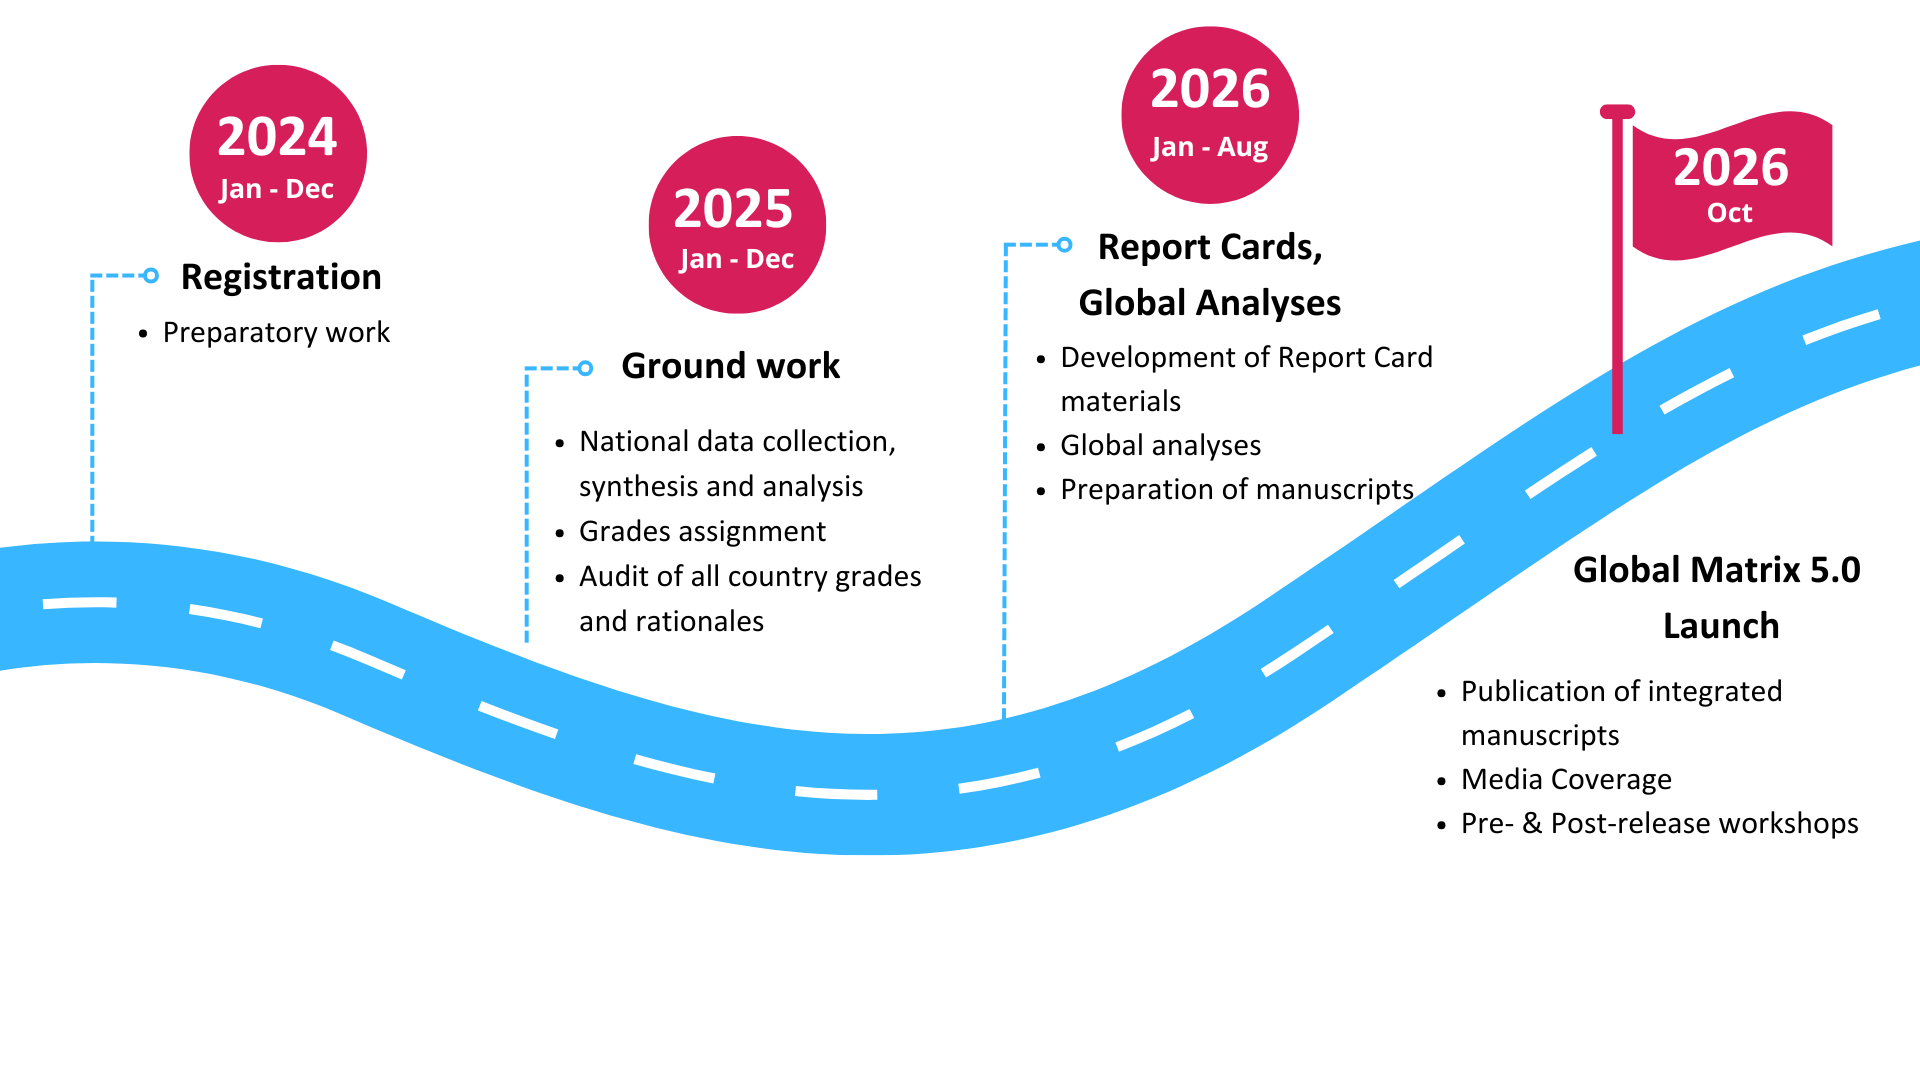 2024
Jan - Dec
Registration
• Preparatory work
2025
Jan - Dec
Ground work
• National data collection,
synthesis and analysis
• Grades assignment
• Audit of all country grades
and rationales
2026
Jan - Aug
Report Cards,
Global Analyses
• Development of Report Card
materials
• Global analyses
• Preparation of manuscripts
2026
Oct
Global Matrix 5.0
Launch
• Publication of integrated
manuscripts
• Media Coverage
• Pre- & Post-release workshops